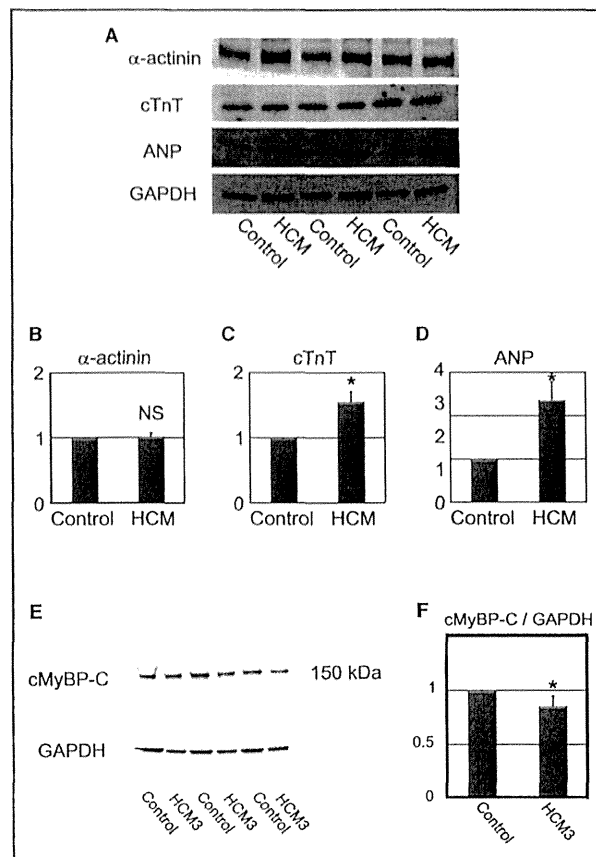 A
α-actinin
cTnT
ANP
GAPDH
Control HCM Control HCM Control HCM
B
α-actinin
2
1
0
NS
Control HCM
C
cTnT
2
1
0
*
Control HCM
D
ANP
4
3
2
1
0
*
Control HCM
E
cMyBP-C
150 kDa
GAPDH
Control HCM3 Control HCM3 Control HCM3
F
cMyBP-C / GAPDH
1
0.5
0
*
Control HCM3